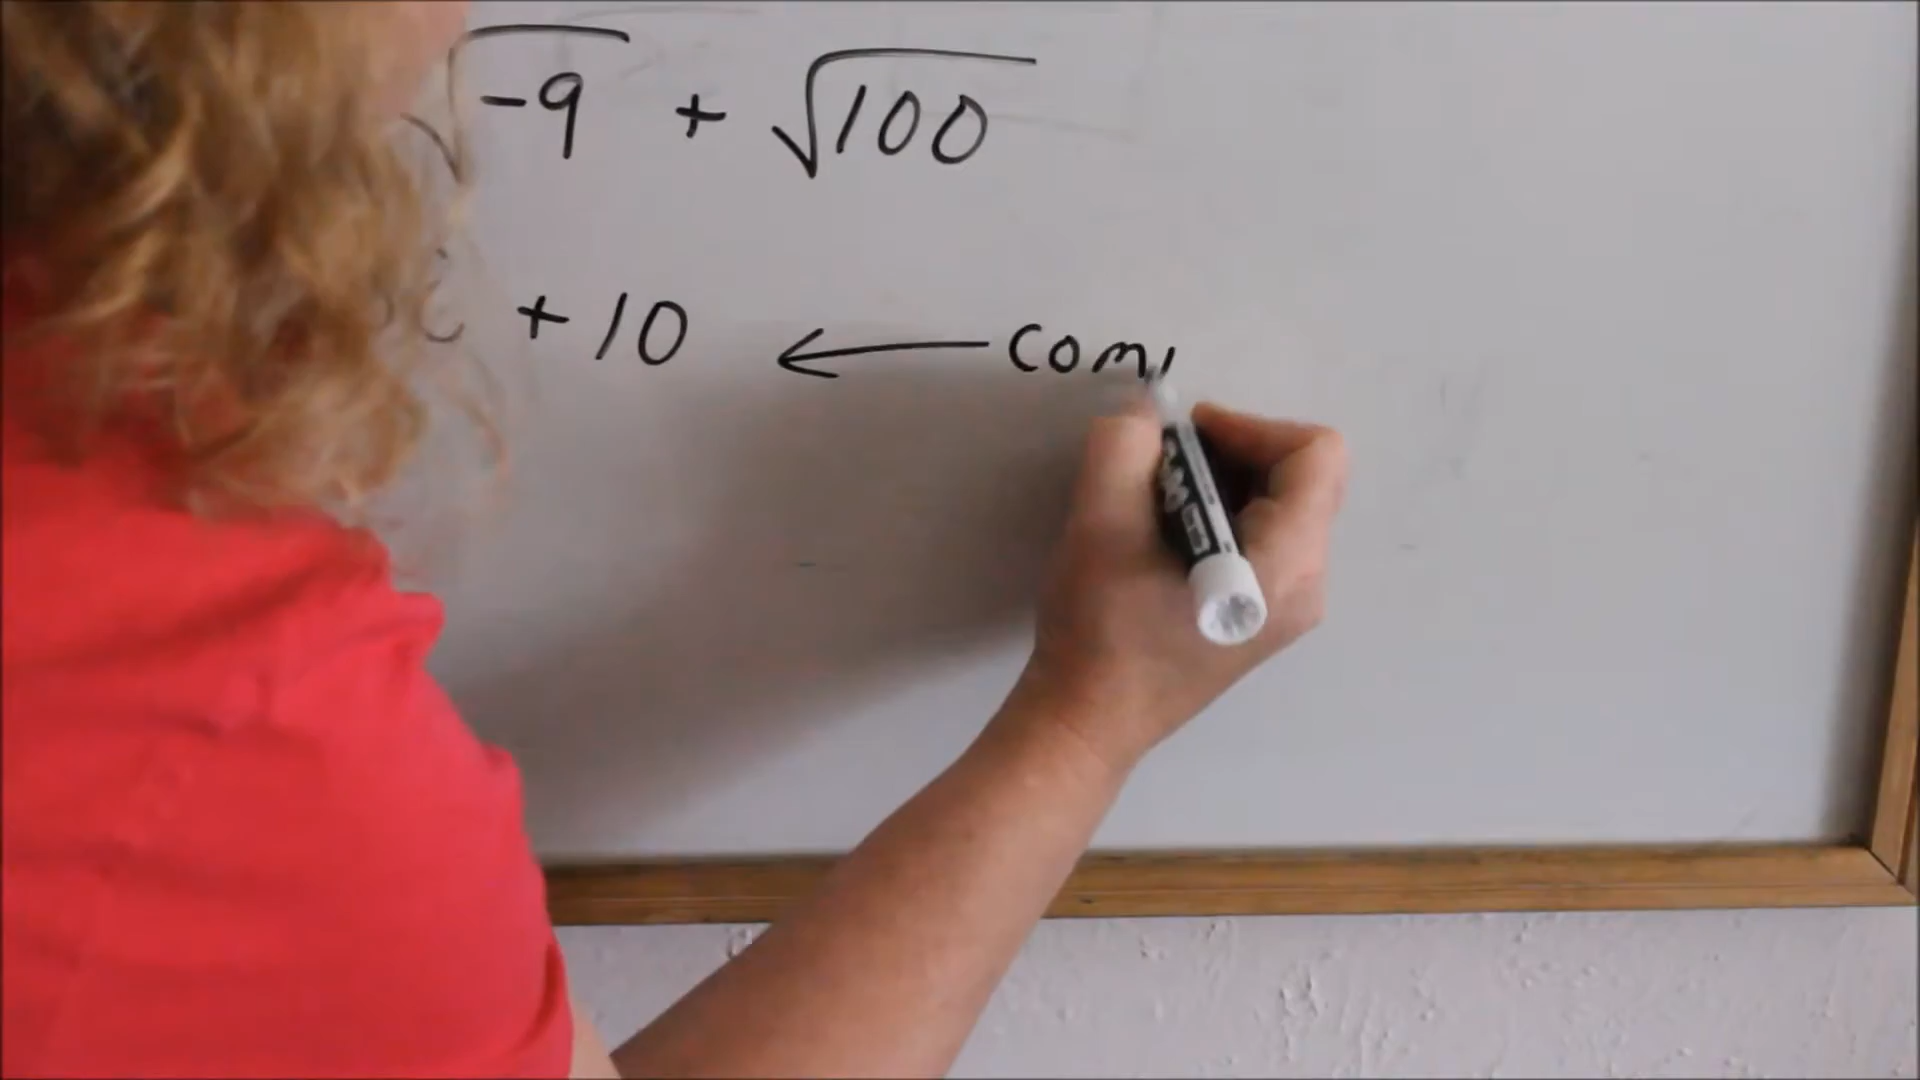 √-9 + √100
i + 10 ← com